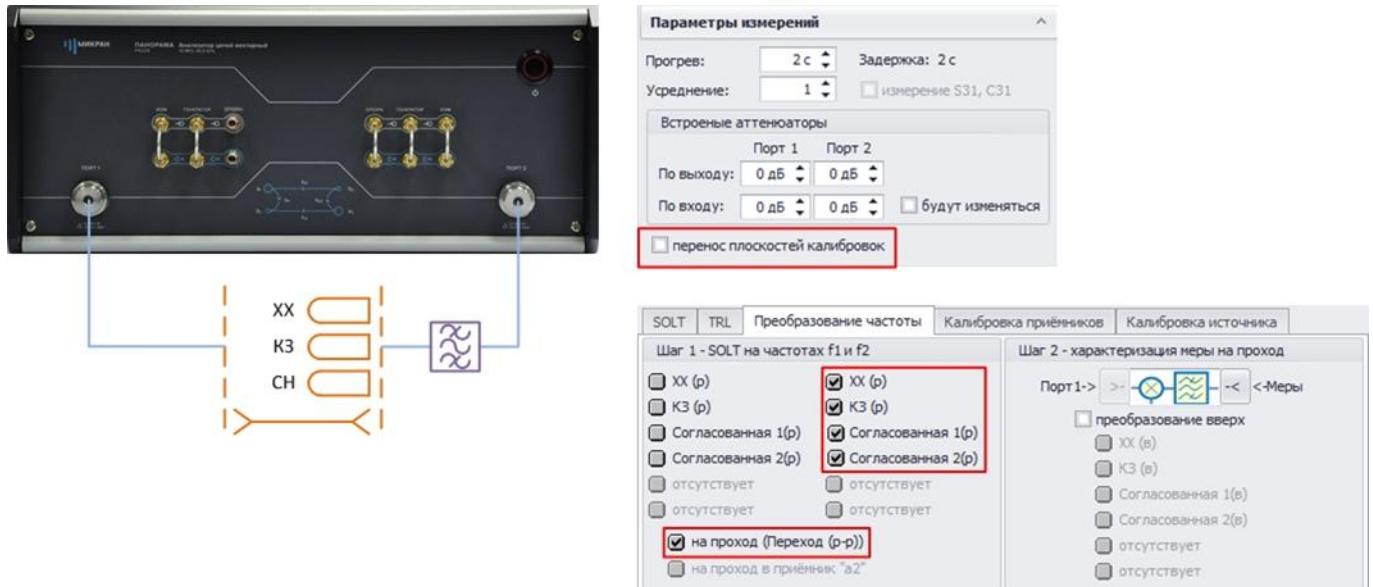 МИКРАН
ПАНОРАМА Анализатор цепей векторный
ПОРТ 1
ПОРТ 2
ХХ
КЗ
СН
Параметры измерений
Прогрев: 2 с Задержка: 2 с
Усреднение: 1 измерение S31, C31
Встроеные аттенюаторы
Порт 1 Порт 2
По выходу: 0 дБ 0 дБ
По входу: 0 дБ 0 дБ будут изменяться
перенос плоскостей калибровок
SOLT TRL Преобразование частоты Калибровка приёмников Калибровка источника
Шаг 1 - SOLT на частотах f1 и f2
ХХ (р) ХХ (р)
КЗ (р) КЗ (р)
Согласованная 1(р) Согласованная 1(р)
Согласованная 2(р) Согласованная 2(р)
отсутствует отсутствует
отсутствует отсутствует
на проход (Переход (р-р))
на проход в приёмник "a2"
Шаг 2 - характеризация меры на проход
Порт1-> >- -< <-Меры
преобразование вверх
ХХ (в)
КЗ (в)
Согласованная 1(в)
Согласованная 2(в)
отсутствует
отсутствует